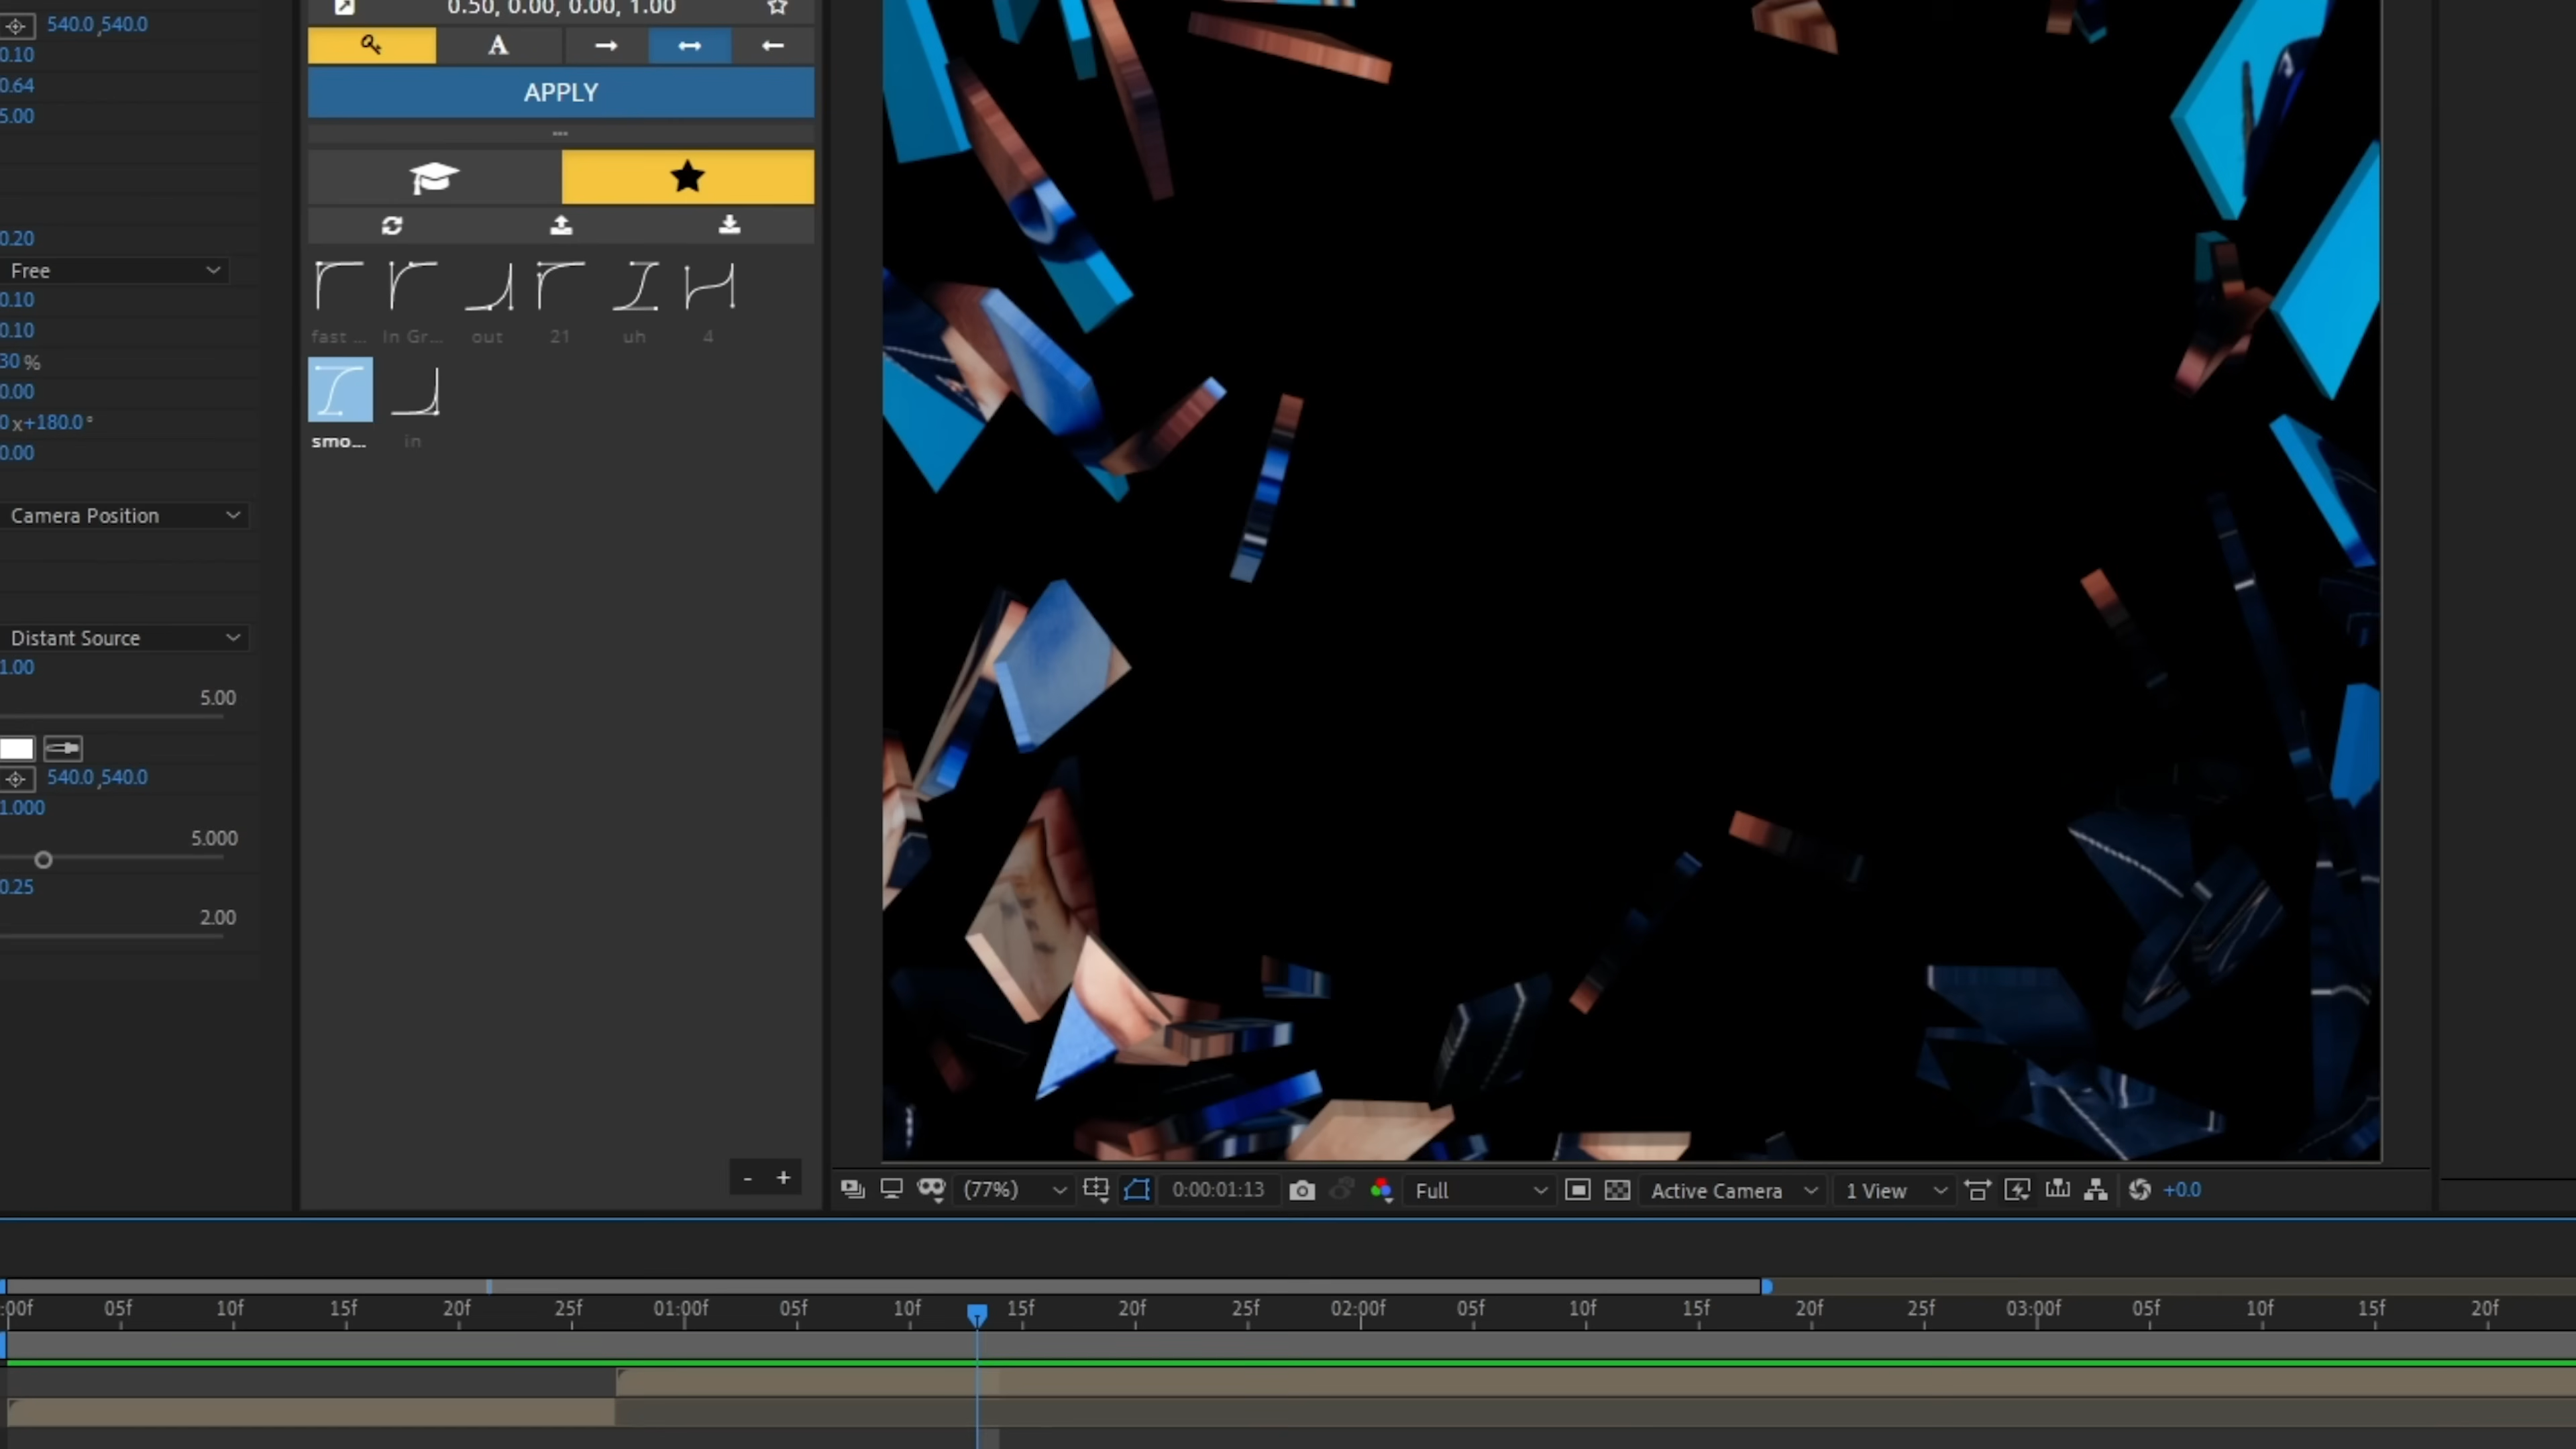 0.50, 0.00, 0.00, 1.00
540.0,540.0
0.10
0.64
5.00
A
APPLY
...
0.20
Free
0.10
0.10
30 %
0.00
0x+180.0°
0.00
fast ...
In Gr...
out
21
uh
4
smo...
in
Camera Position
Distant Source
1.00
5.00
540.0,540.0
1.000
5.000
0.25
2.00
- +
(77%)
0:00:01:13
Full
Active Camera
1 View
+0.0
:00f 05f 10f 15f 20f 25f 01:00f 05f 10f 15f 20f 25f 02:00f 05f 10f 15f 20f 25f 03:00f 05f 10f 15f 20f